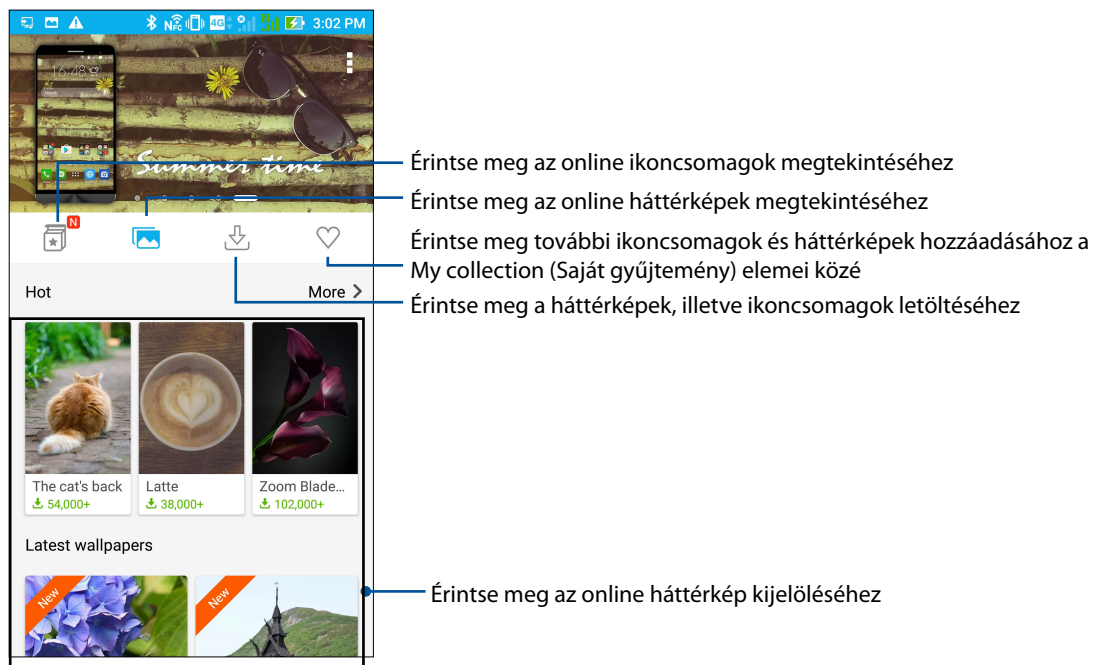 NFC 4G 3:02 PM
16:48
Search
Summer time
Érintse meg az online ikoncsomagok megtekintéséhez
Érintse meg az online háttérképek megtekintéséhez
N
Érintse meg további ikoncsomagok és háttérképek hozzáadásához a
My collection (Saját gyűjtemény) elemei közé
Hot More
Érintse meg a háttérképek, illetve ikoncsomagok letöltéséhez
The cat's back Latte Zoom Blade...
54,000+ 38,000+ 102,000+
Latest wallpapers
New New
Érintse meg az online háttérkép kijelöléséhez